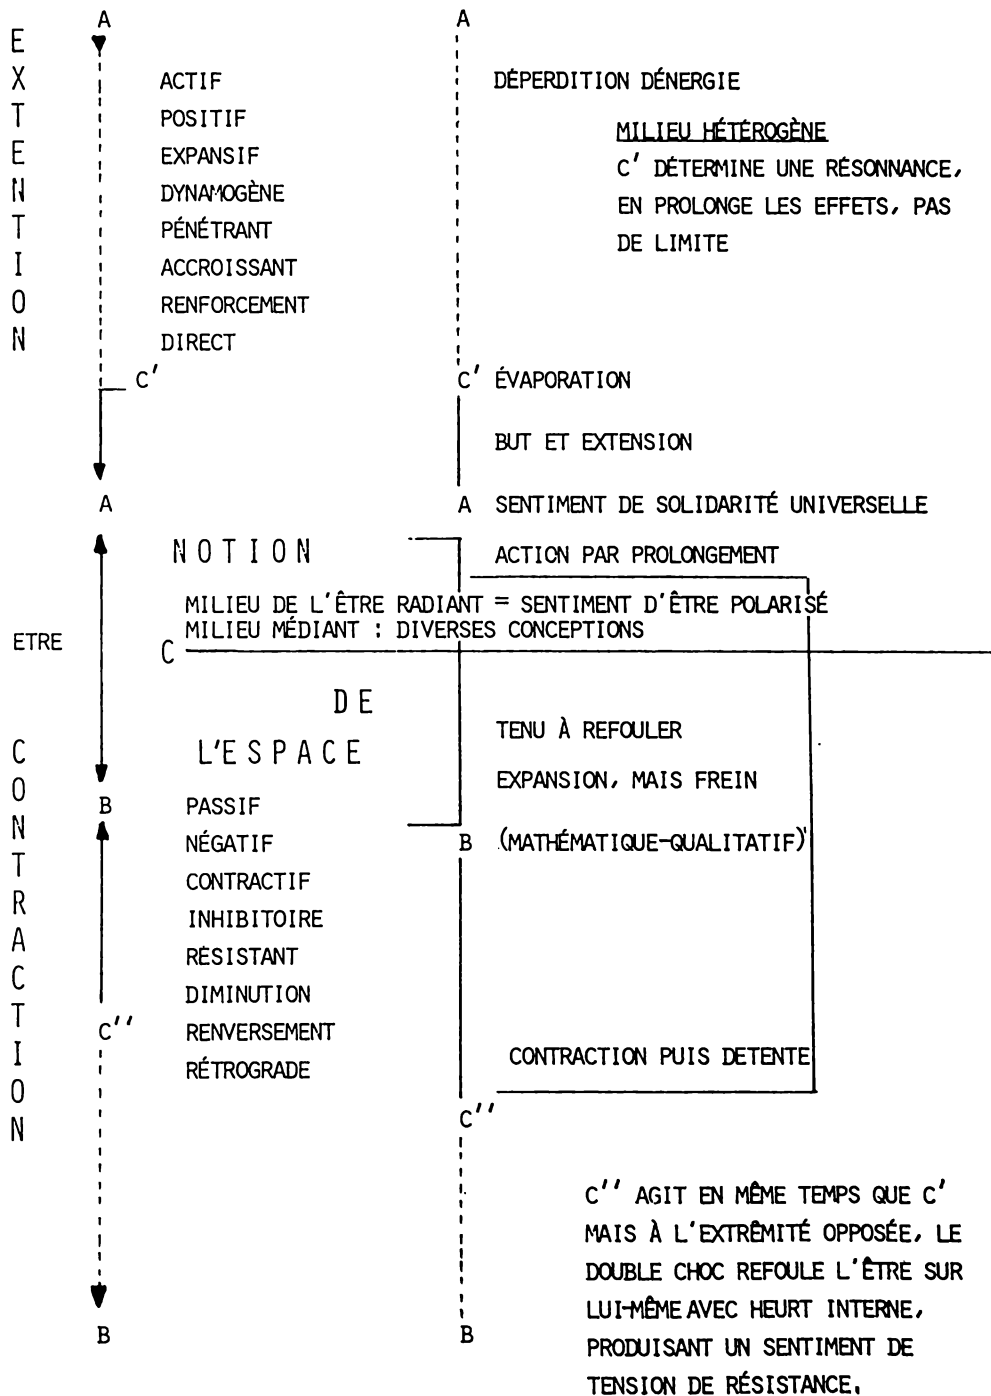 A
A
EXTENTION
ACTIF
POSITIF
EXPANSIF
DYNAMOGÈNE
PÉNÉTRANT
ACCROISSANT
RENFORCEMENT
DIRECT
DÉPERDITION DÉNERGIE
MILIEU HÉTÉROGÈNE
C' DÉTERMINE UNE RÉSONNANCE,
EN PROLONGE LES EFFETS, PAS
DE LIMITE
C'
C' ÉVAPORATION
BUT ET EXTENSION
A
A SENTIMENT DE SOLIDARITÉ UNIVERSELLE
NOTION
ACTION PAR PROLONGEMENT
MILIEU DE L'ÊTRE RADIANT = SENTIMENT D'ÊTRE POLARISÉ
MILIEU MÉDIANT : DIVERSES CONCEPTIONS
ETRE
C
DE
L'ESPACE
TENU À REFOULER
EXPANSION, MAIS FREIN
CONTRACTION
B
PASSIF
NÉGATIF
CONTRACTIF
INHIBITOIRE
RÉSISTANT
DIMINUTION
RENVERSEMENT
RÉTROGRADE
B (MATHÉMATIQUE-QUALITATIF)
C''
CONTRACTION PUIS DETENTE
C''
C'' AGIT EN MÊME TEMPS QUE C'
MAIS À L'EXTRÊMITÉ OPPOSÉE, LE
DOUBLE CHOC REFOULE L'ÊTRE SUR
LUI-MÊME AVEC HEURT INTERNE,
PRODUISANT UN SENTIMENT DE
TENSION DE RÉSISTANCE.
B
B